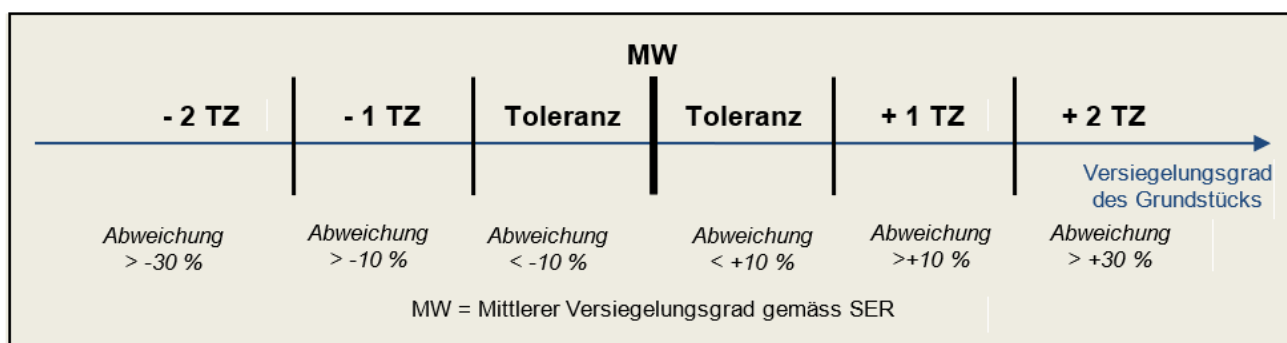 MW
- 2 TZ - 1 TZ Toleranz Toleranz + 1 TZ + 2 TZ
Versiegelungsgrad
des Grundstücks
Abweichung Abweichung Abweichung Abweichung Abweichung Abweichung
> -30 % > -10 % < -10 % < +10 % >+10 % > +30 %
MW = Mittlerer Versiegelungsgrad gemäss SER